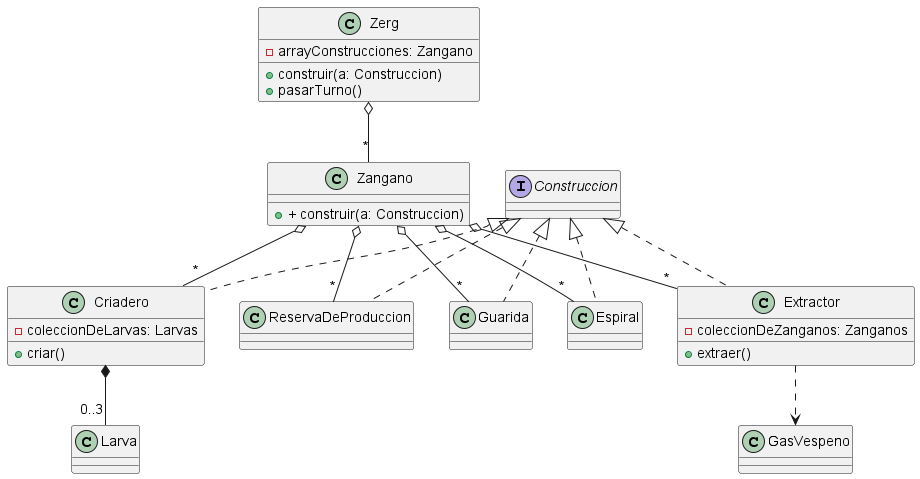 C Zerg
arrayConstrucciones: Zangano
construir(a: Construccion)
pasarTurno()
*
C Zangano
+ construir(a: Construccion)
I Construccion
*
*
*
*
*
C Criadero
coleccionDeLarvas: Larvas
criar()
C ReservaDeProduccion
C Guarida
C Espiral
C Extractor
coleccionDeZanganos: Zanganos
extraer()
0..3
C Larva
C GasVespeno